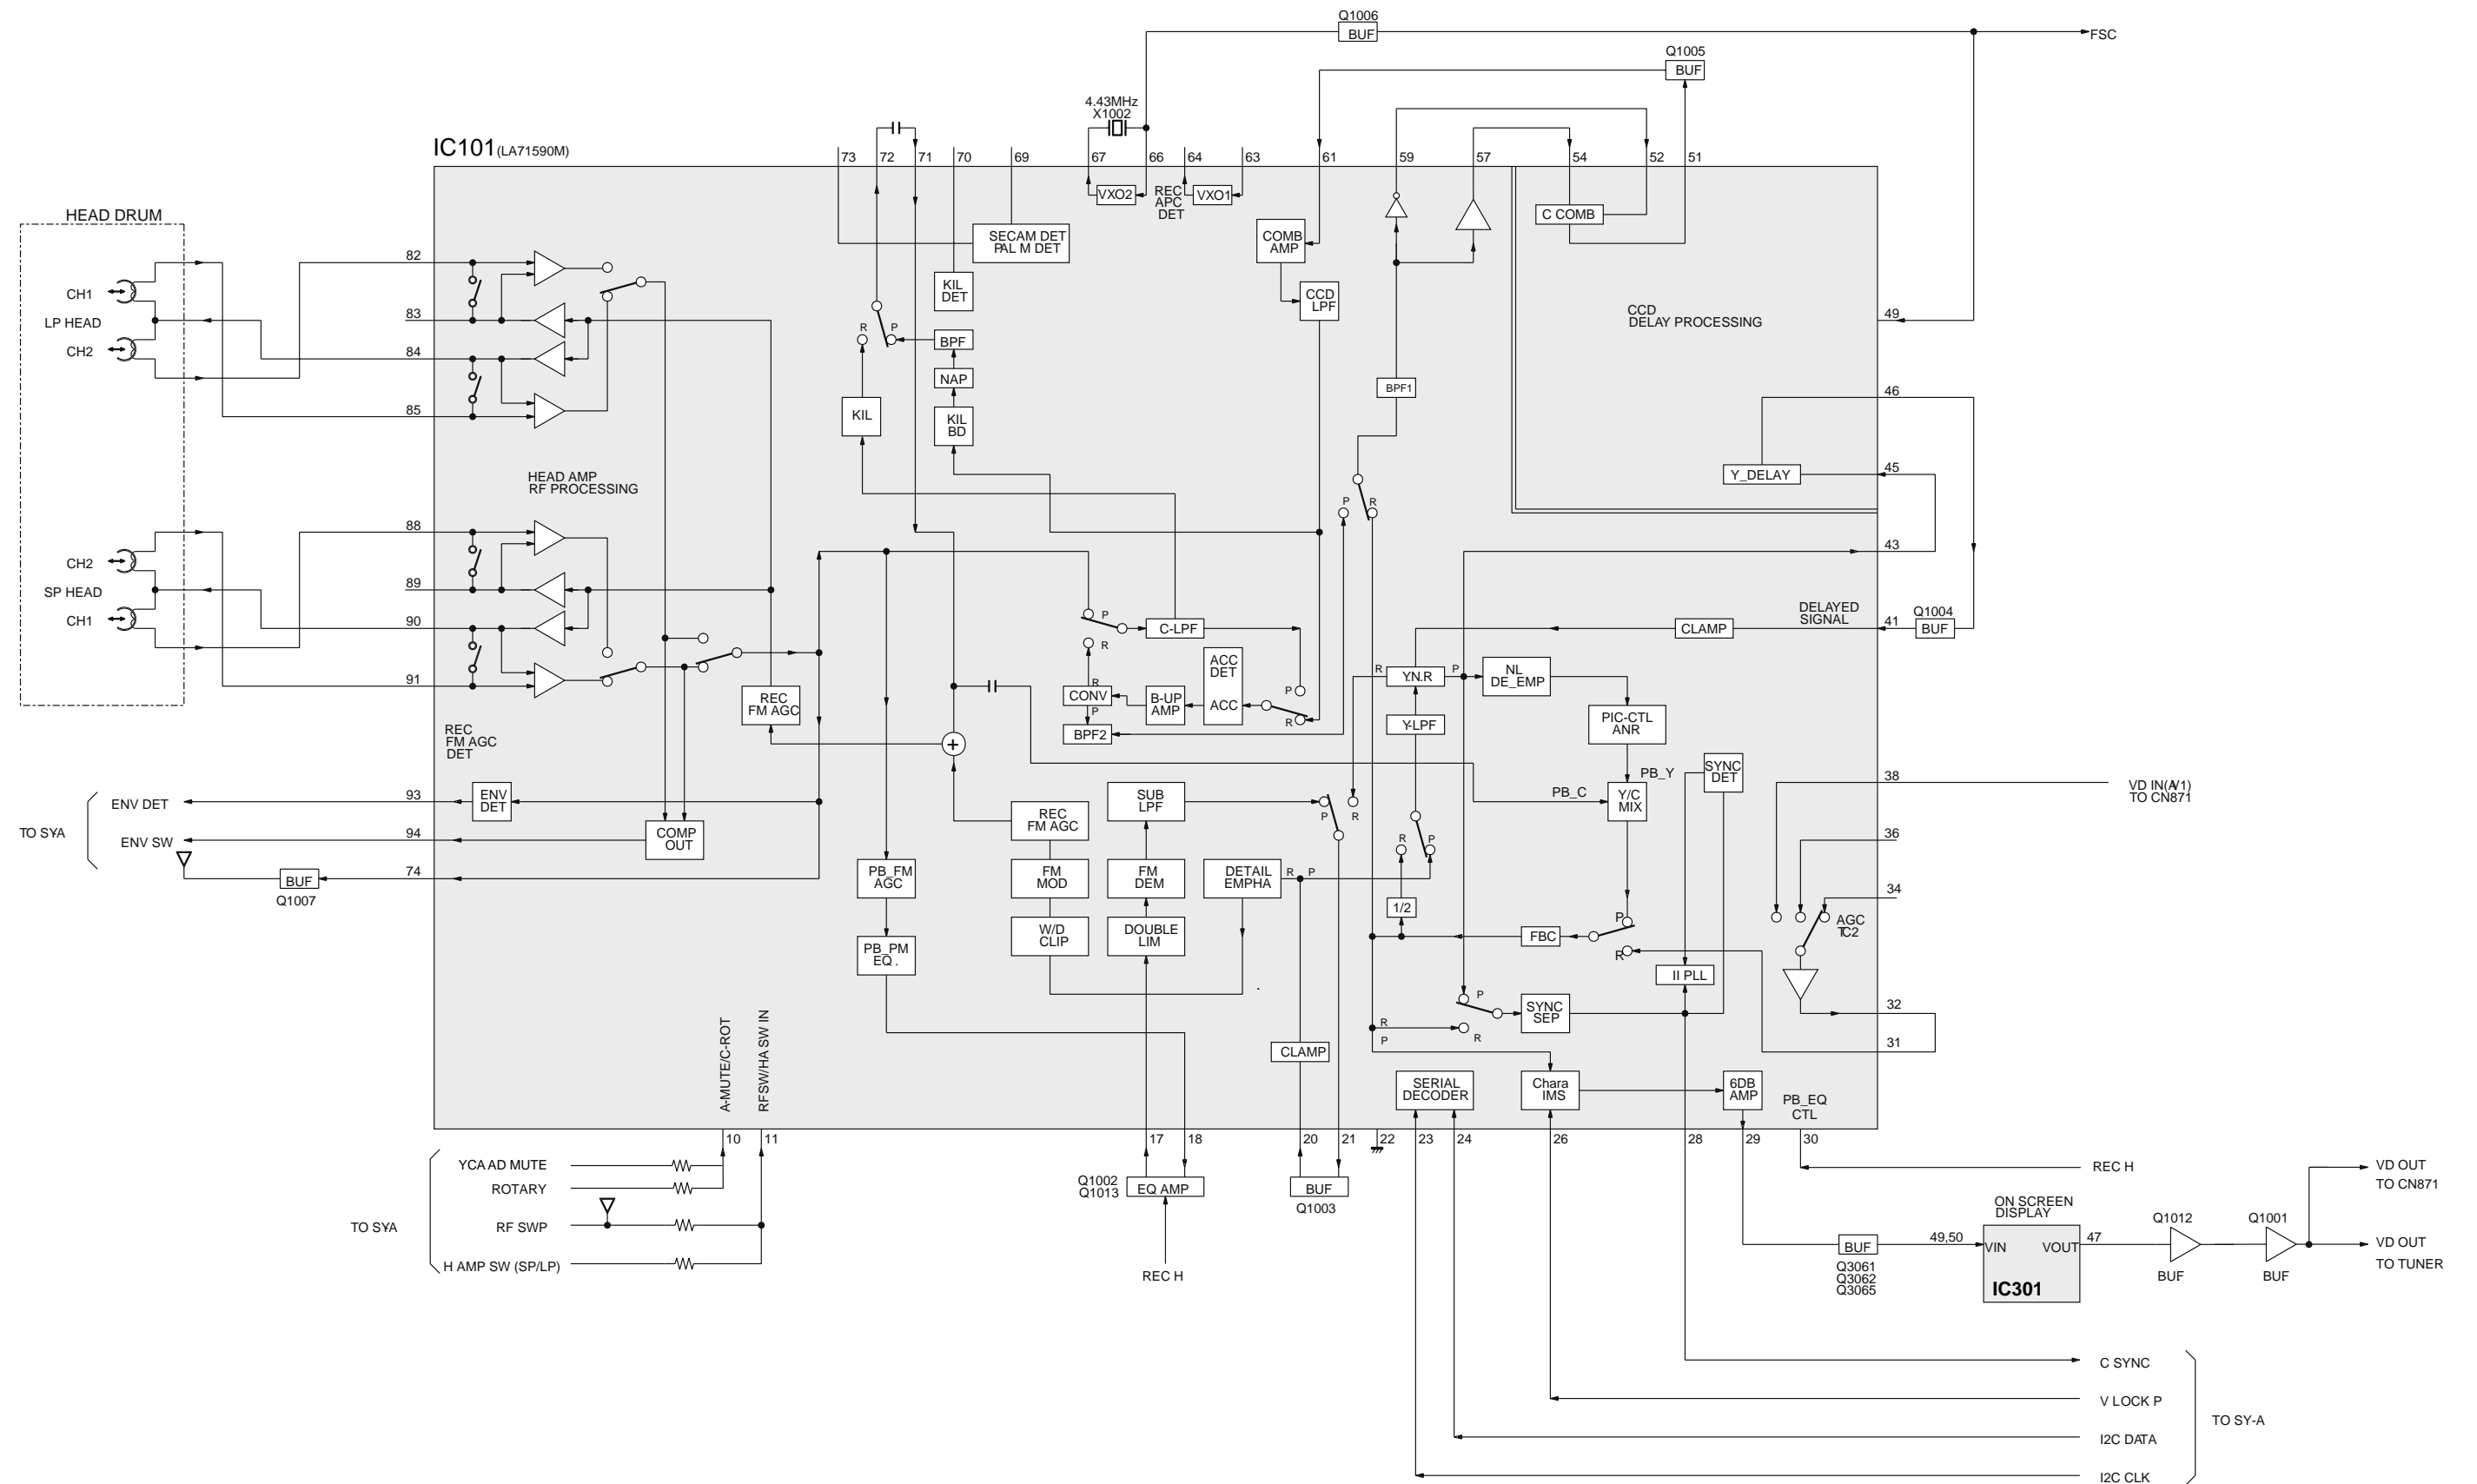 Q1006
BUF
FSC
Q1005
BUF
4.43MHz
X1002
IC101(LA71590M)
73
72
71
70
69
67
66
64
63
61
59
57
54
52
51
VXO2
REC
APC
DET
VXO1
HEAD DRUM
SECAM DET
PAL M DET
COMB
AMP
C COMB
82
CH1
KIL
DET
CCD
LPF
CCD
DELAY PROCESSING
LP HEAD
83
49
R
P
BPF
CH2
84
NAP
BPF1
46
85
KIL
KIL
BD
HEAD AMP
RF PROCESSING
Y_DELAY
45
P
R
88
43
CH2
SP HEAD
89
CH1
90
P
C-LPF
R
DELAYED
SIGNAL
CLAMP
41
Q1004
BUF
91
ACC
DET
R
Y.N.R
P
NL
DE_EMP
REC
FM AGC
R
CONV
P
B-UP
AMP
ACC
P
R
BPF2
Y-LPF
PIC-CTL
ANR
REC
FM AGC
DET
+
PB_Y
SYNC
DET
38
VD IN(AV1)
TO CN871
ENV DET
93
ENV
DET
SUB
LPF
PB_C
Y/C
MIX
TO SYA
REC
FM AGC
P
R
ENV SW
94
COMP
OUT
R
P
36
BUF
Q1007
74
PB_FM
AGC
FM
MOD
FM
DEM
DETAIL
EMPHA
R
P
34
1/2
W/D
CLIP
DOUBLE
LIM
P
FBC
R
AGC
TC2
PB_PM
EQ .
II PLL
P
SYNC
SEP
R
R
P
32
31
A-MUTE/C-ROT
RFSW/HA SW IN
CLAMP
SERIAL
DECODER
Chara
IMS
6DB
AMP
PB_EQ
CTL
10
11
17
18
20
21
22
23
24
26
28
29
30
YCA AD MUTE
ROTARY
TO SYA
RF SWP
H AMP SW (SP/LP)
Q1002
Q1013
EQ AMP
REC H
BUF
Q1003
REC H
VD OUT
TO CN871
ON SCREEN
DISPLAY
Q1012
Q1001
BUF
Q3061
Q3062
Q3065
49,50
VIN
VOUT
IC301
47
BUF
BUF
VD OUT
TO TUNER
C SYNC
V LOCK P
TO SY-A
I2C DATA
I2C CLK